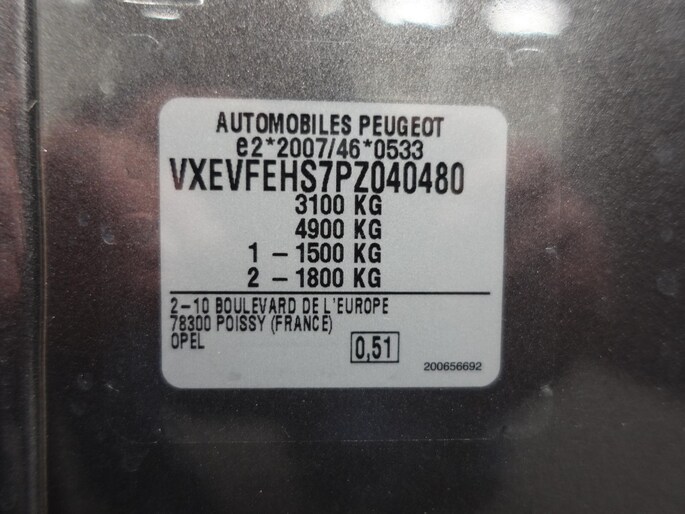 AUTOMOBILES PEUGEOT
e2*2007/46*0533
VXEVFEHS7PZ040480
3100 KG
4900 KG
1 - 1500 KG
2 - 1800 KG
2-10 BOULEVARD DE L'EUROPE
78300 POISSY (FRANCE)
OPEL
0,51
200656692